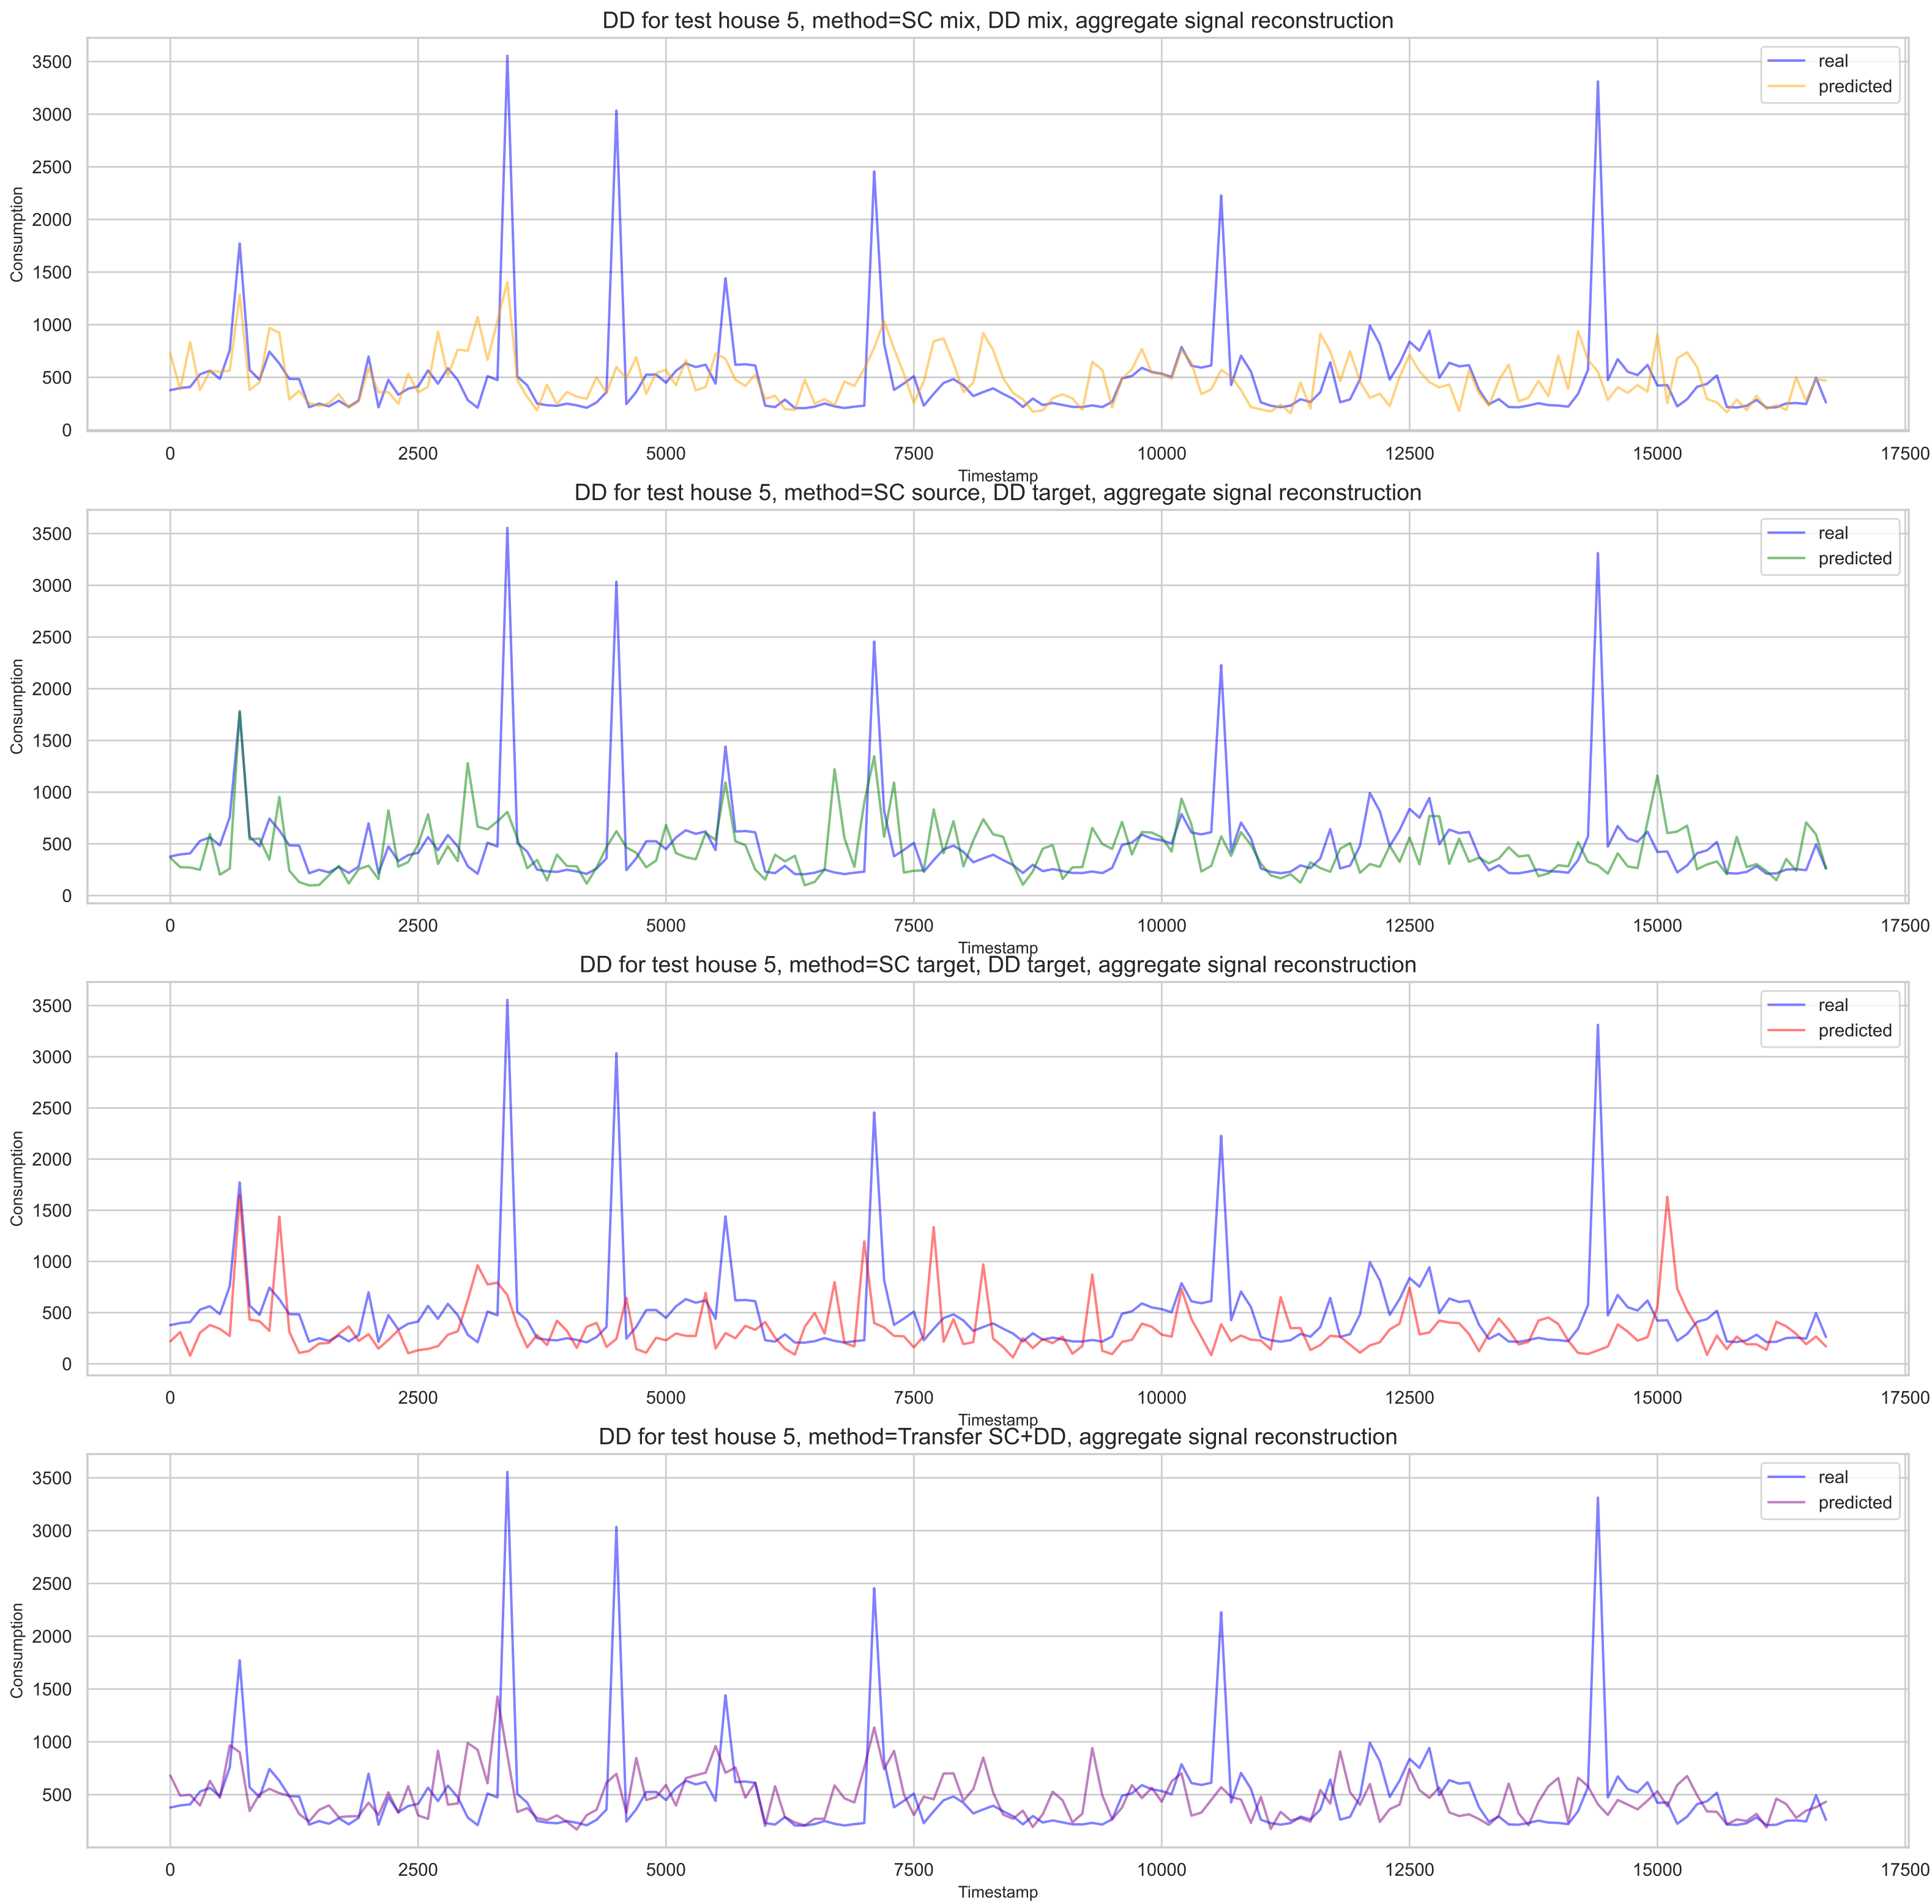 DD for test house 5, method=SC mix, DD mix, aggregate signal reconstruction
real
predicted
Consumption
3500
3000
2500
2000
1500
1000
500
0
0 2500 5000 7500 10000 12500 15000 17500
Timestamp
DD for test house 5, method=SC source, DD target, aggregate signal reconstruction
real
predicted
Consumption
3500
3000
2500
2000
1500
1000
500
0
0 2500 5000 7500 10000 12500 15000 17500
Timestamp
DD for test house 5, method=SC target, DD target, aggregate signal reconstruction
real
predicted
Consumption
3500
3000
2500
2000
1500
1000
500
0
0 2500 5000 7500 10000 12500 15000 17500
Timestamp
DD for test house 5, method=Transfer SC+DD, aggregate signal reconstruction
real
predicted
Consumption
3500
3000
2500
2000
1500
1000
500
0 2500 5000 7500 10000 12500 15000 17500
Timestamp